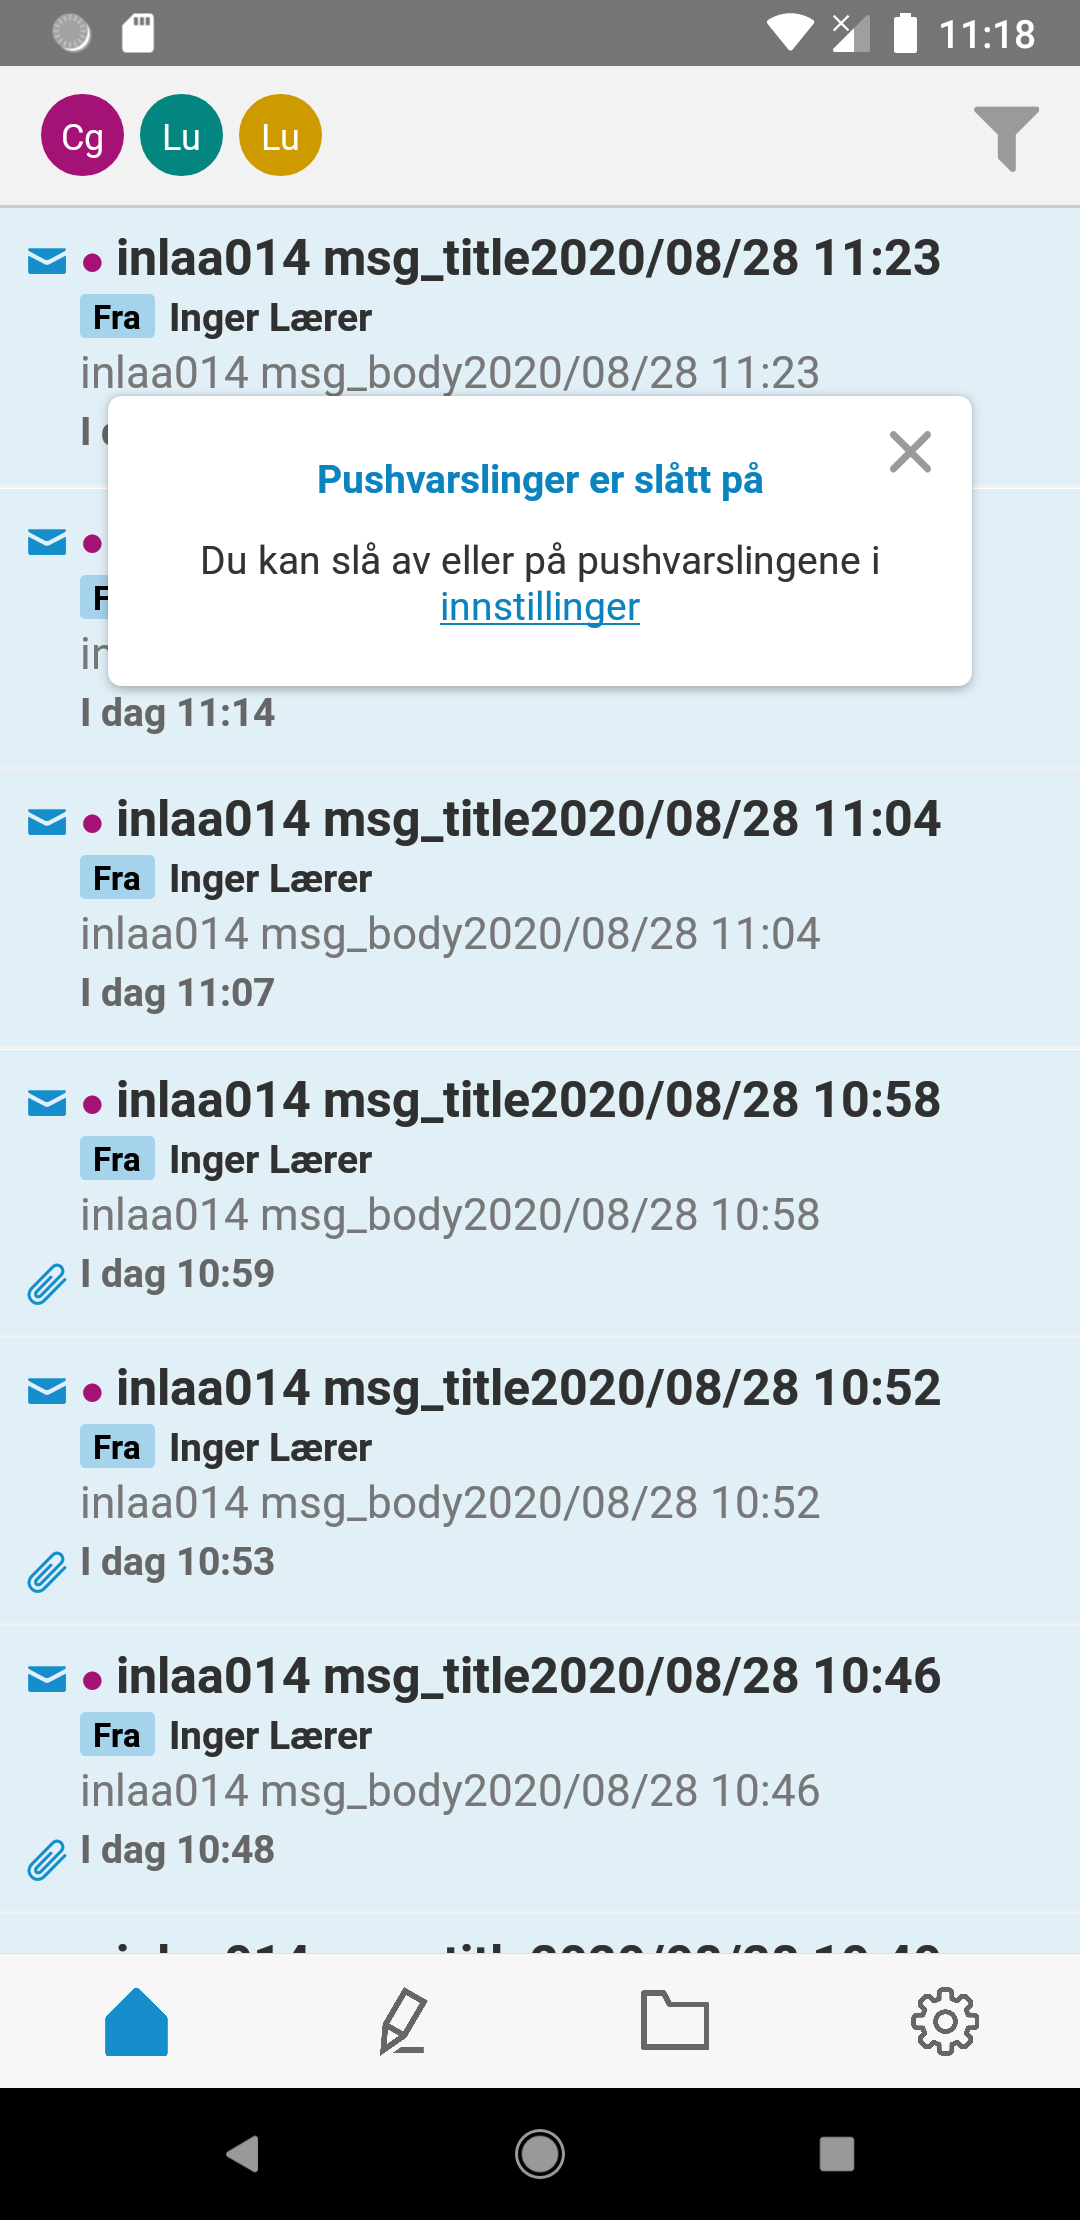 11:18
Cg Lu Lu
inlaa014 msg_title2020/08/28 11:23
Fra Inger Lærer
inlaa014 msg_body2020/08/28 11:23
I
Pushvarslinger er slått på
Du kan slå av eller på pushvarslingene i
innstillinger
I dag 11:14
inlaa014 msg_title2020/08/28 11:04
Fra Inger Lærer
inlaa014 msg_body2020/08/28 11:04
I dag 11:07
inlaa014 msg_title2020/08/28 10:58
Fra Inger Lærer
inlaa014 msg_body2020/08/28 10:58
I dag 10:59
inlaa014 msg_title2020/08/28 10:52
Fra Inger Lærer
inlaa014 msg_body2020/08/28 10:52
I dag 10:53
inlaa014 msg_title2020/08/28 10:46
Fra Inger Lærer
inlaa014 msg_body2020/08/28 10:46
I dag 10:48